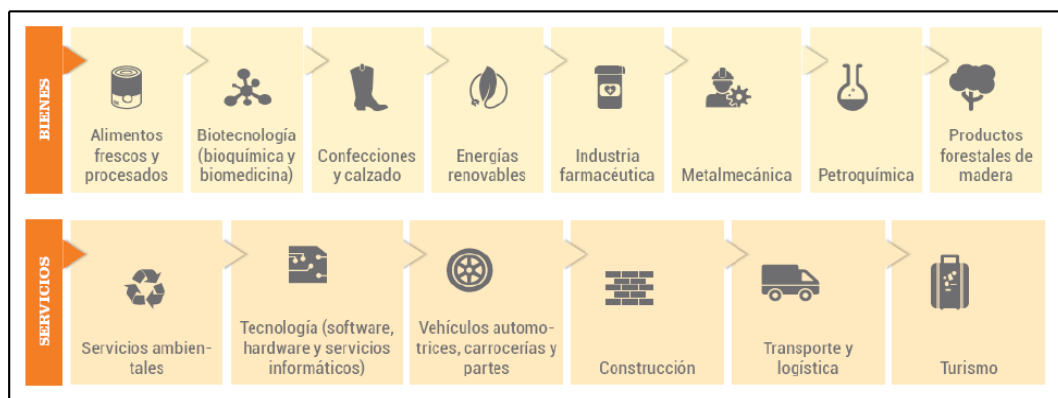 BIENES
Alimentos
frescos y
procesados
Biotecnología
(bioquímica y
biomedicina)
Confecciones
y calzado
Energías
renovables
Industria
farmacéutica
Metalmecánica
Petroquímica
Productos
forestales de
madera
SERVICIOS
Servicios ambien-
tales
Tecnología (software,
hardware y servicios
informáticos)
Vehículos automo-
trices, carrocerías y
partes
Construcción
Transporte y
logística
Turismo